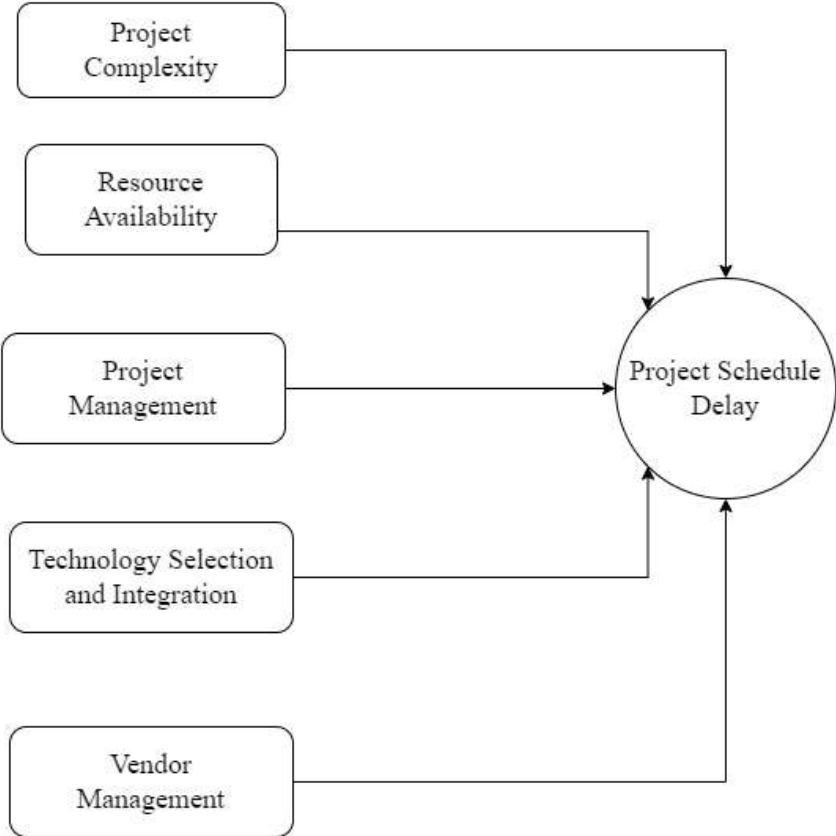 Project
Complexity
Resource
Availability
Project
Management
Project Schedule
Delay
Technology Selection
and Integration
Vendor
Management